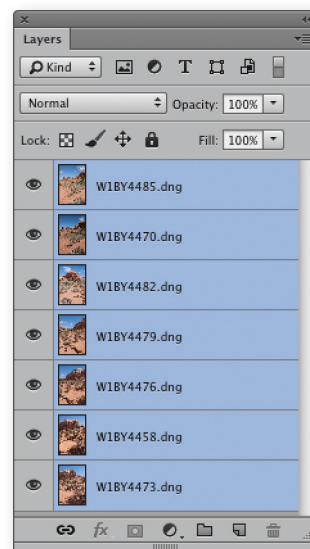 Layers
Kind T
Normal Opacity: 100%
Lock: Fill: 100%
W1BY4485.dng
W1BY4470.dng
W1BY4482.dng
W1BY4479.dng
W1BY4476.dng
W1BY4458.dng
W1BY4473.dng
fx